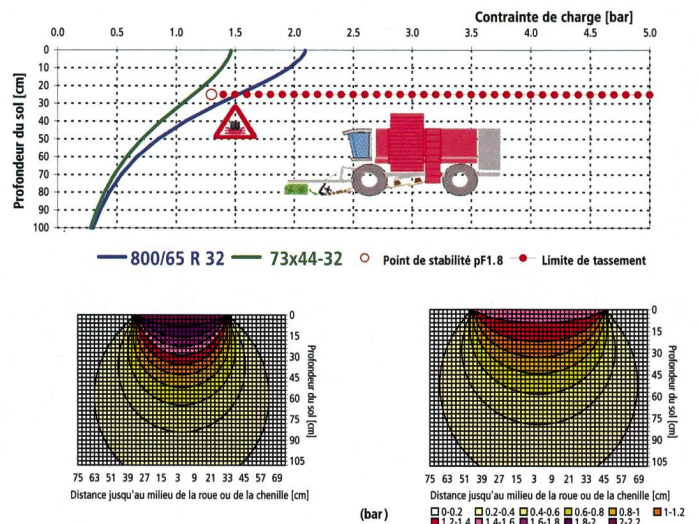 Contrainte de charge [bar]
0.0 0.5 1.0 1.5 2.0 2.5 3.0 3.5 4.0 4.5 5.0
Profondeur du sol [cm]
0
10
20
30
40
50
60
70
80
90
100
800/65 R 32 73x44-32 Point de stabilité pF1.8 Limite de tassement
0
15
30
45
60
75
90
105
Profondeur du sol [cm]
75 63 51 39 27 15 3 9 21 33 45 57 69
Distance jusqu'au milieu de la roue ou de la chenille [cm]
0
15
30
45
60
75
90
105
Profondeur du sol [cm]
75 63 51 39 27 15 3 9 21 33 45 57 69
Distance jusqu'au milieu de la roue ou de la chenille [cm]
(bar) 0-0.2 0.2-0.4 0.4-0.6 0.6-0.8 0.8-1 1-1.2
1.2-1.4 1.4-1.6 1.6-1.8 1.8-2 2-2.2